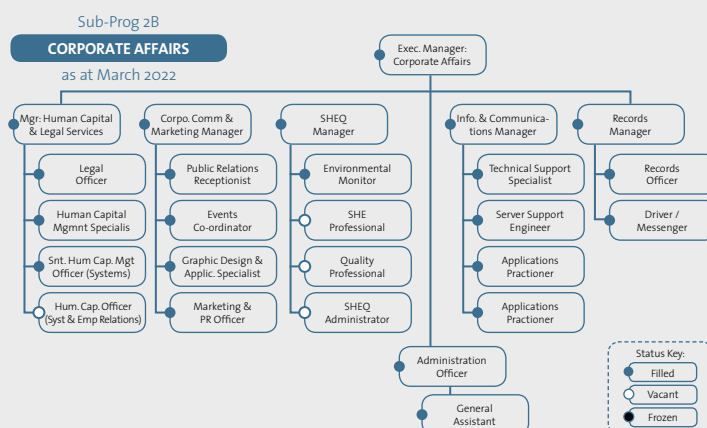 Sub-Prog 2B
CORPORATE AFFAIRS
as at March 2022
Exec. Manager:
Corporate Affairs
Mgr: Human Capital
& Legal Services
Legal
Officer
Human Capital
Mgmnt Specialis
Snt. Hum Cap. Mgt
Officer (Systems)
Hum. Cap. Officer
(Syst & Emp Relations)
Corpo. Comm &
Marketing Manager
Public Relations
Receptionist
Events
Co-ordinator
Graphic Design &
Applic. Specialist
Marketing &
PR Officer
SHEQ
Manager
Environmental
Monitor
SHE
Professional
Quality
Professional
SHEQ
Administrator
Info. & Communica-
tions Manager
Technical Support
Specialist
Server Support
Engineer
Applications
Practioner
Applications
Practioner
Records
Manager
Records
Officer
Driver /
Messenger
Administration
Officer
General
Assistant
Status Key:
Filled
Vacant
Frozen